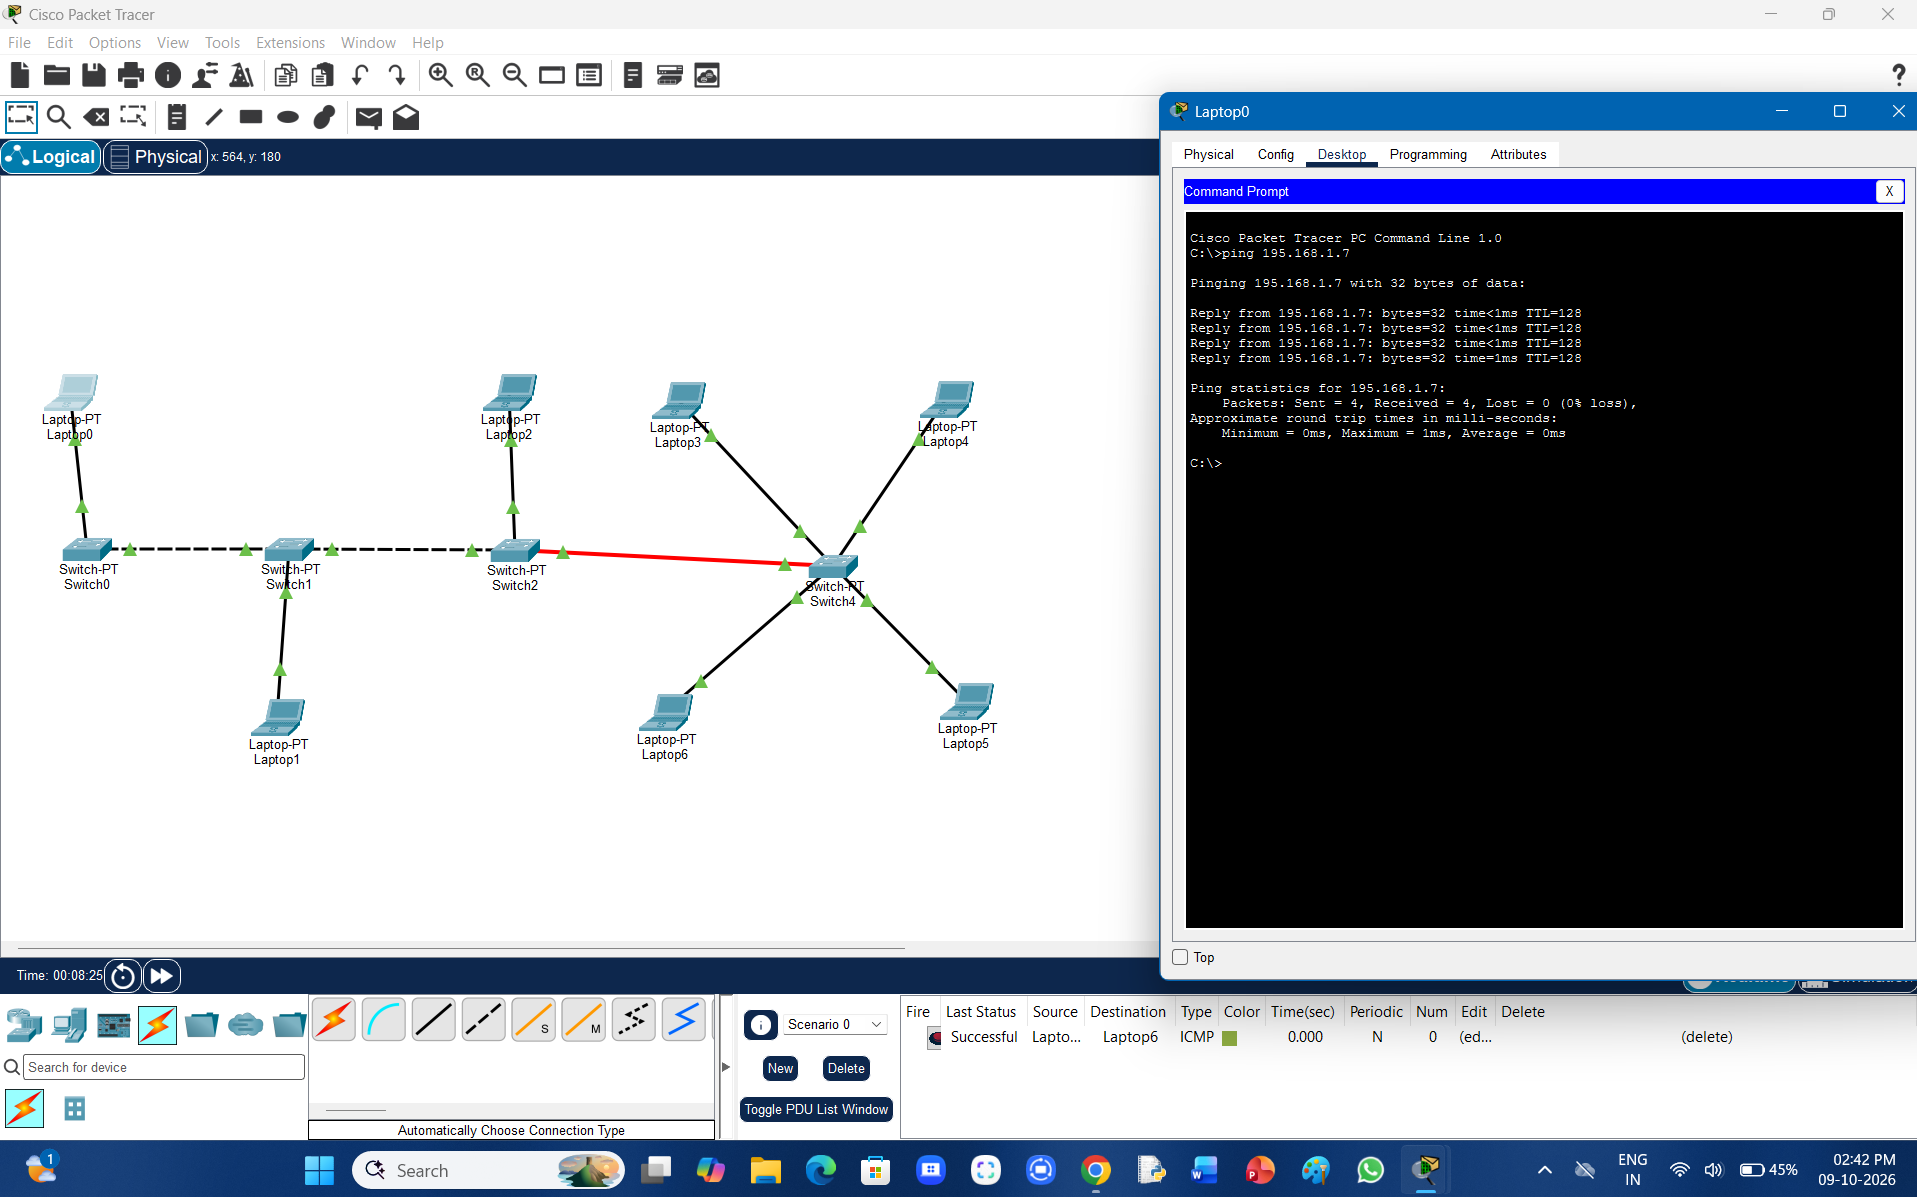 Cisco Packet Tracer
File Edit Options View Tools Extensions Window Help
?
Logical Physical x: 564, y: 180
Laptop-PT
Laptop0
Laptop-PT
Laptop2
Laptop-PT
Laptop3
Laptop-PT
Laptop4
Switch-PT
Switch0
Switch-PT
Switch1
Switch-PT
Switch2
Switch-PT
Switch4
Laptop-PT
Laptop1
Laptop-PT
Laptop6
Laptop-PT
Laptop5
Laptop0
Physical Config Desktop Programming Attributes
Command Prompt X
Cisco Packet Tracer PC Command Line 1.0
C:\>ping 195.168.1.7
Pinging 195.168.1.7 with 32 bytes of data:
Reply from 195.168.1.7: bytes=32 time<1ms TTL=128
Reply from 195.168.1.7: bytes=32 time<1ms TTL=128
Reply from 195.168.1.7: bytes=32 time<1ms TTL=128
Reply from 195.168.1.7: bytes=32 time=1ms TTL=128
Ping statistics for 195.168.1.7:
Packets: Sent = 4, Received = 4, Lost = 0 (0% loss),
Approximate round trip times in milli-seconds:
Minimum = 0ms, Maximum = 1ms, Average = 0ms
C:\>
Top
Time: 00:08:25
S M
Search for device
Automatically Choose Connection Type
Scenario 0
New Delete
Toggle PDU List Window
Fire Last Status Source Destination Type Color Time(sec) Periodic Num Edit Delete
Successful Lapto... Laptop6 ICMP 0.000 N 0 (ed... (delete)
1
Search
ENG
IN
45%
02:42 PM
09-10-2026